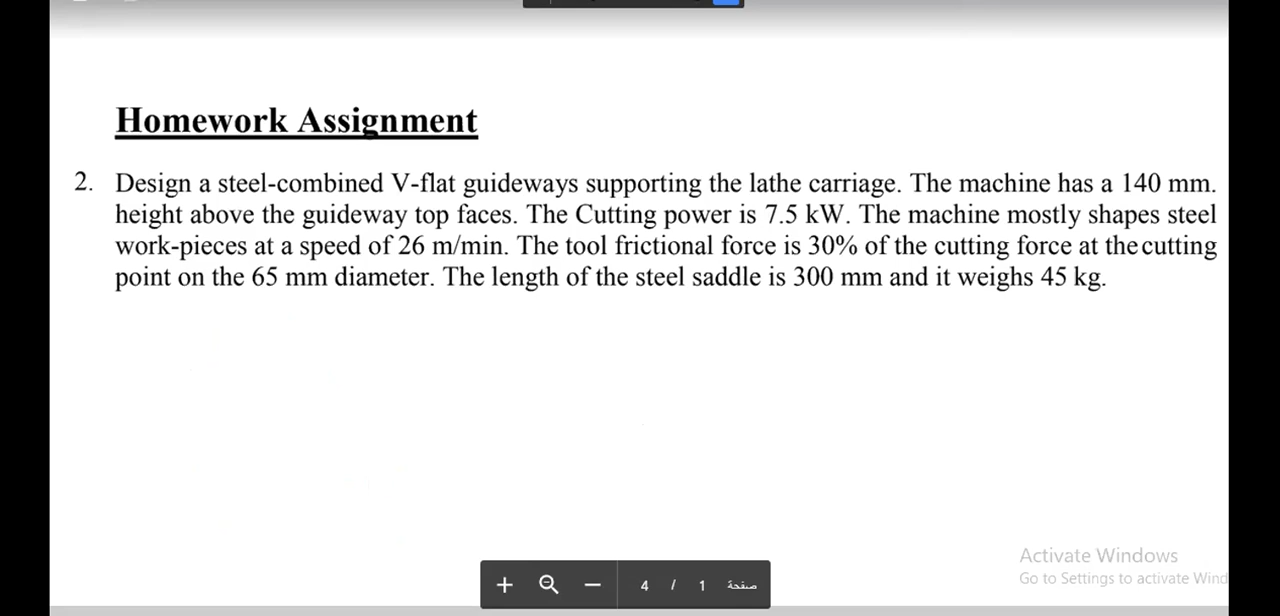 Homework Assignment
2. Design a steel-combined V-flat guideways supporting the lathe carriage. The machine has a 140 mm.
height above the guideway top faces. The Cutting power is 7.5 kW. The machine mostly shapes steel
work-pieces at a speed of 26 m/min. The tool frictional force is 30% of the cutting force at the cutting
point on the 65 mm diameter. The length of the steel saddle is 300 mm and it weighs 45 kg.
Activate Windows
Go to Settings to activate Wind
+ − 4 / 1 صفحة